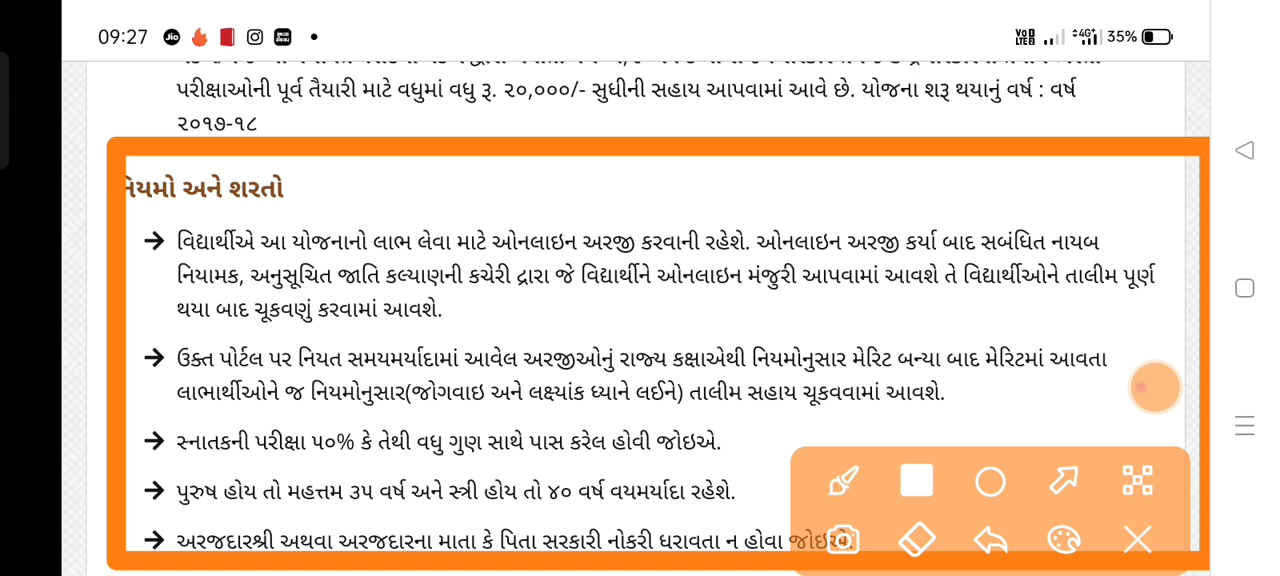 09:27
Jio
VoD
LTE
4G+
35%
પરીક્ષાઓની પૂર્વ તૈયારી માટે વધુમાં વધુ રૂ. ૨૦,૦૦૦/- સુધીની સહાય આપવામાં આવે છે. યોજના શરૂ થયાનું વર્ષ : વર્ષ
૨૦૧૭-૧૮
નિયમો અને શરતો
→ વિદ્યાર્થીએ આ યોજનાનો લાભ લેવા માટે ઓનલાઇન અરજી કરવાની રહેશે. ઓનલાઇન અરજી કર્યા બાદ સબંધિત નાયબ
નિયામક, અનુસૂચિત જાતિ કલ્યાણની કચેરી દ્રારા જે વિદ્યાર્થીને ઓનલાઇન મંજુરી આપવામાં આવશે તે વિદ્યાર્થીઓને તાલીમ પૂર્ણ
થયા બાદ ચૂકવણું કરવામાં આવશે.
→ ઉક્ત પોર્ટલ પર નિયત સમયમર્યાદામાં આવેલ અરજીઓનું રાજ્ય કક્ષાએથી નિયમોનુસાર મેરિટ બન્યા બાદ મેરિટમાં આવતા
લાભાર્થીઓને જ નિયમોનુસાર(જોગવાઇ અને લક્ષ્યાંક ધ્યાને લઈને) તાલીમ સહાય ચૂકવવામાં આવશે.
→ સ્નાતકની પરીક્ષા ૫૦% કે તેથી વધુ ગુણ સાથે પાસ કરેલ હોવી જોઇએ.
→ પુરુષ હોય તો મહત્તમ ૩૫ વર્ષ અને સ્ત્રી હોય તો ૪૦ વર્ષ વયમર્યાદા રહેશે.
→ અરજદારશ્રી અથવા અરજદારના માતા કે પિતા સરકારી નોકરી ધરાવતા ન હોવા જોઇએ.